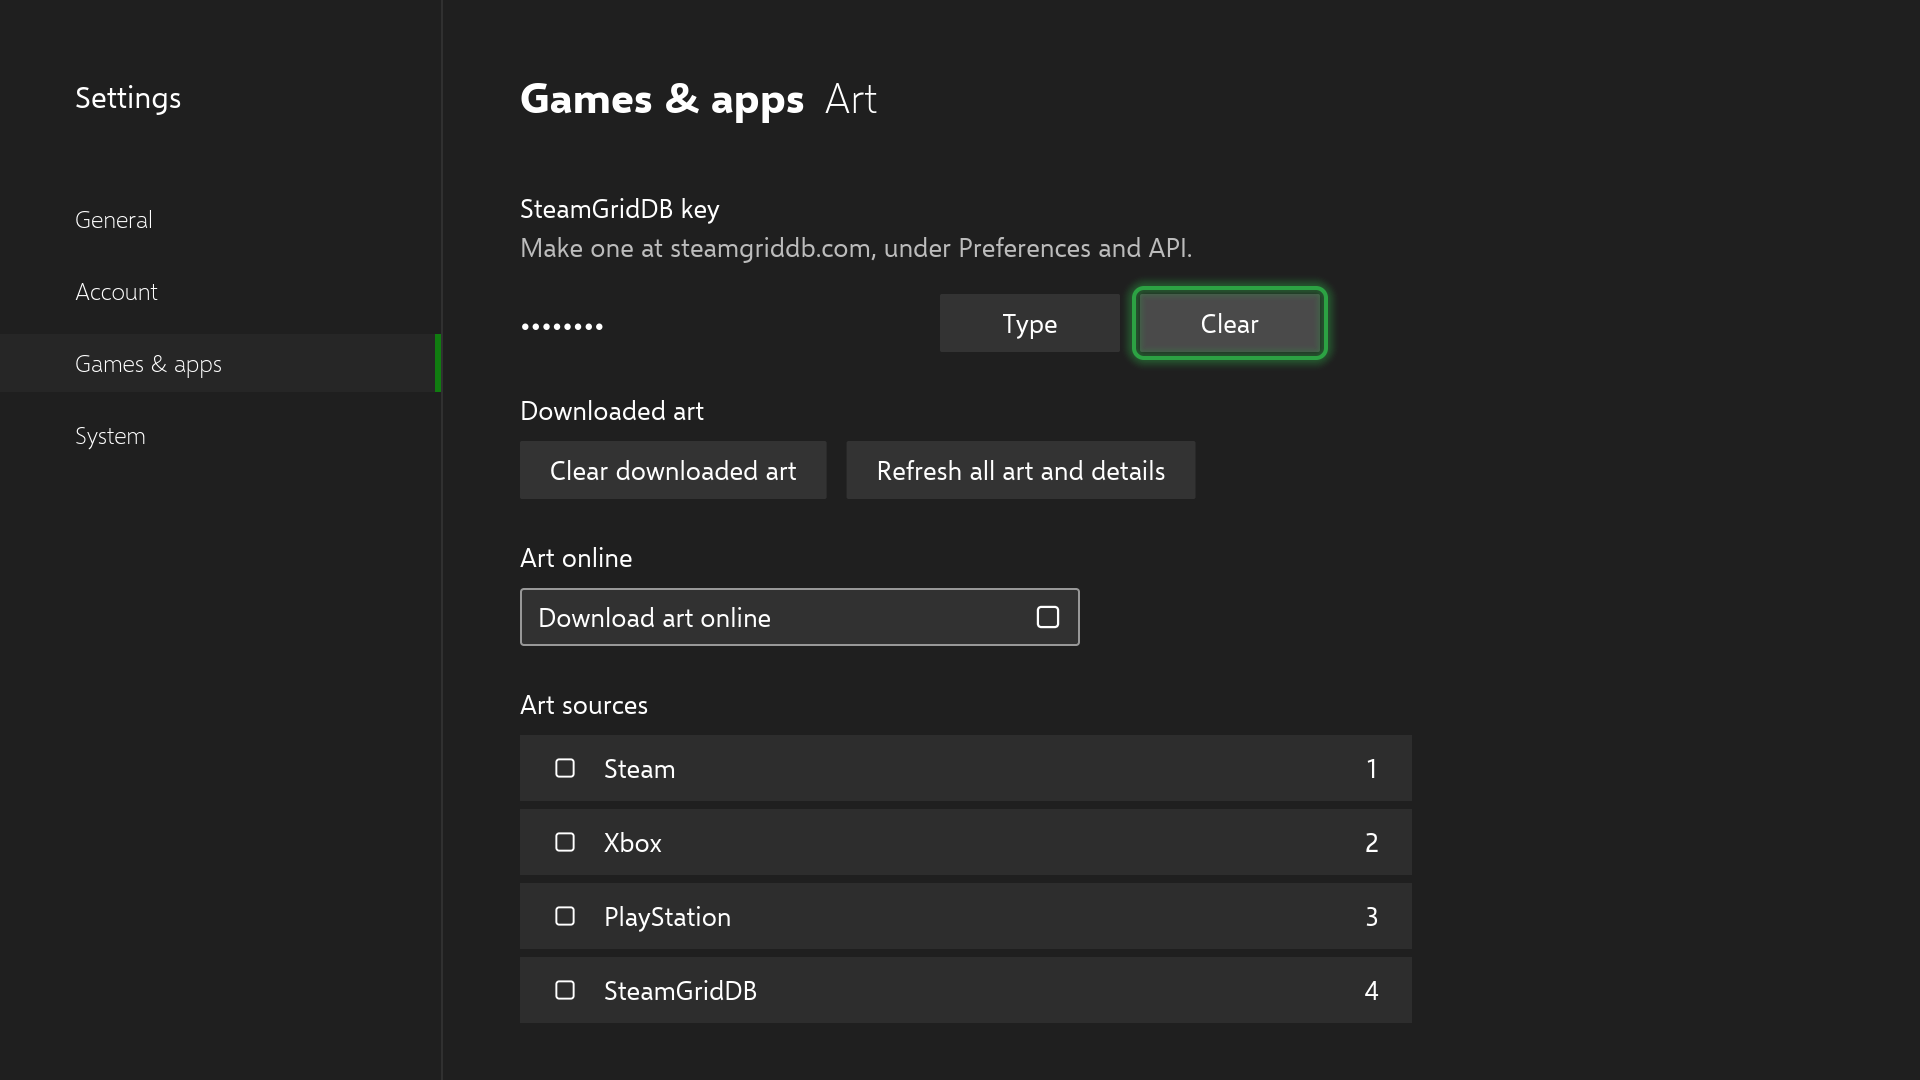 Settings
General
Account
Games & apps
System
Games & apps Art
SteamGridDB key
Make one at steamgriddb.com, under Preferences and API.
••••••••
Type
Clear
Downloaded art
Clear downloaded art
Refresh all art and details
Art online
Download art online
Art sources
Steam 1
Xbox 2
PlayStation 3
SteamGridDB 4